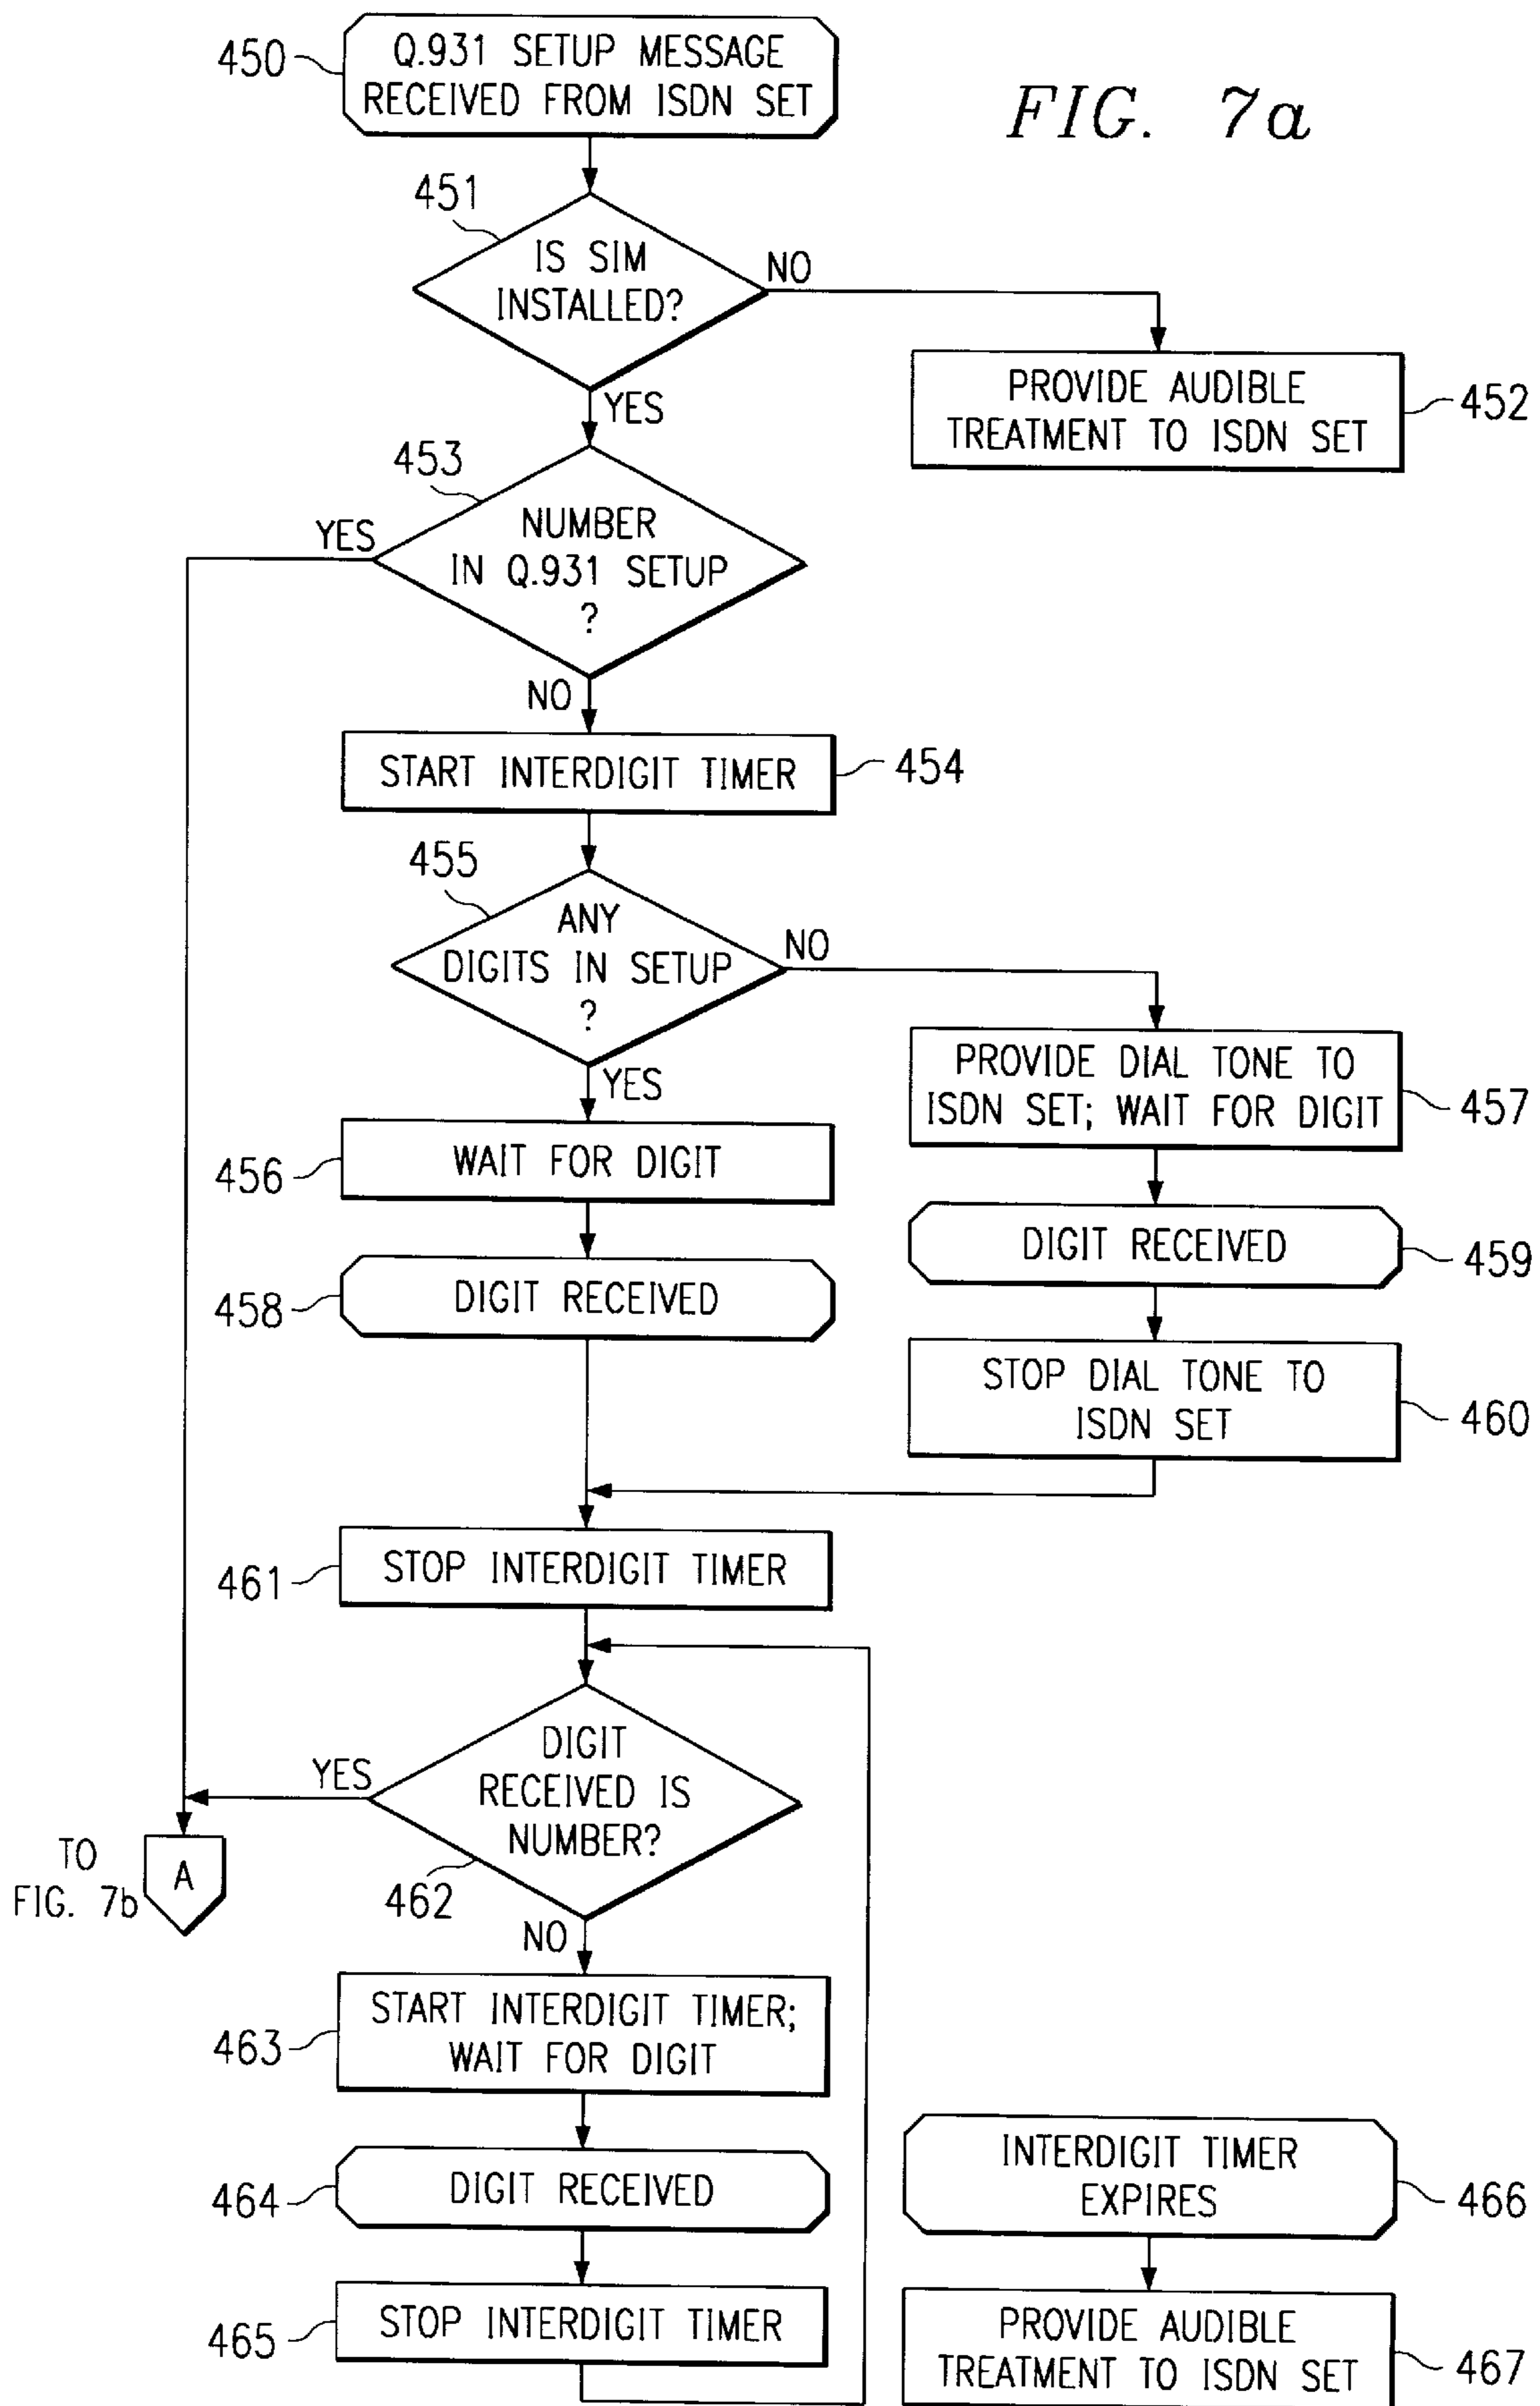 FIG. 7a
450
Q.931 SETUP MESSAGE
RECEIVED FROM ISDN SET
451
IS SIM
INSTALLED?
NO
YES
PROVIDE AUDIBLE
TREATMENT TO ISDN SET
452
453
NUMBER
IN Q.931 SETUP
?
YES
NO
START INTERDIGIT TIMER
454
455
ANY
DIGITS IN SETUP
?
NO
YES
PROVIDE DIAL TONE TO
ISDN SET; WAIT FOR DIGIT
457
456
WAIT FOR DIGIT
DIGIT RECEIVED
459
458
DIGIT RECEIVED
STOP DIAL TONE TO
ISDN SET
460
461
STOP INTERDIGIT TIMER
YES
DIGIT
RECEIVED IS
NUMBER?
462
TO
FIG. 7b
A
NO
463
START INTERDIGIT TIMER;
WAIT FOR DIGIT
464
DIGIT RECEIVED
465
STOP INTERDIGIT TIMER
INTERDIGIT TIMER
EXPIRES
466
PROVIDE AUDIBLE
TREATMENT TO ISDN SET
467